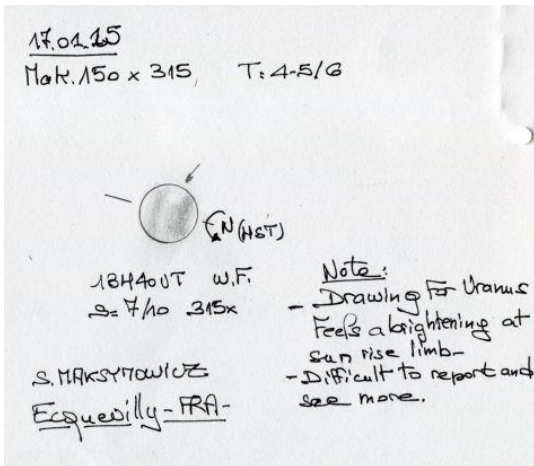 17.01.15
Mak. 150 x 315, T: 4-5/6
N (HST)
18H40UT W.F.
S= 7/10 315x
S. MAKSYMOWICZ
Ecquevilly - FRA -
Note:
- Drawing For Uranus
Feels a brightening at
sun rise limb -
- Difficult to report and
see more.